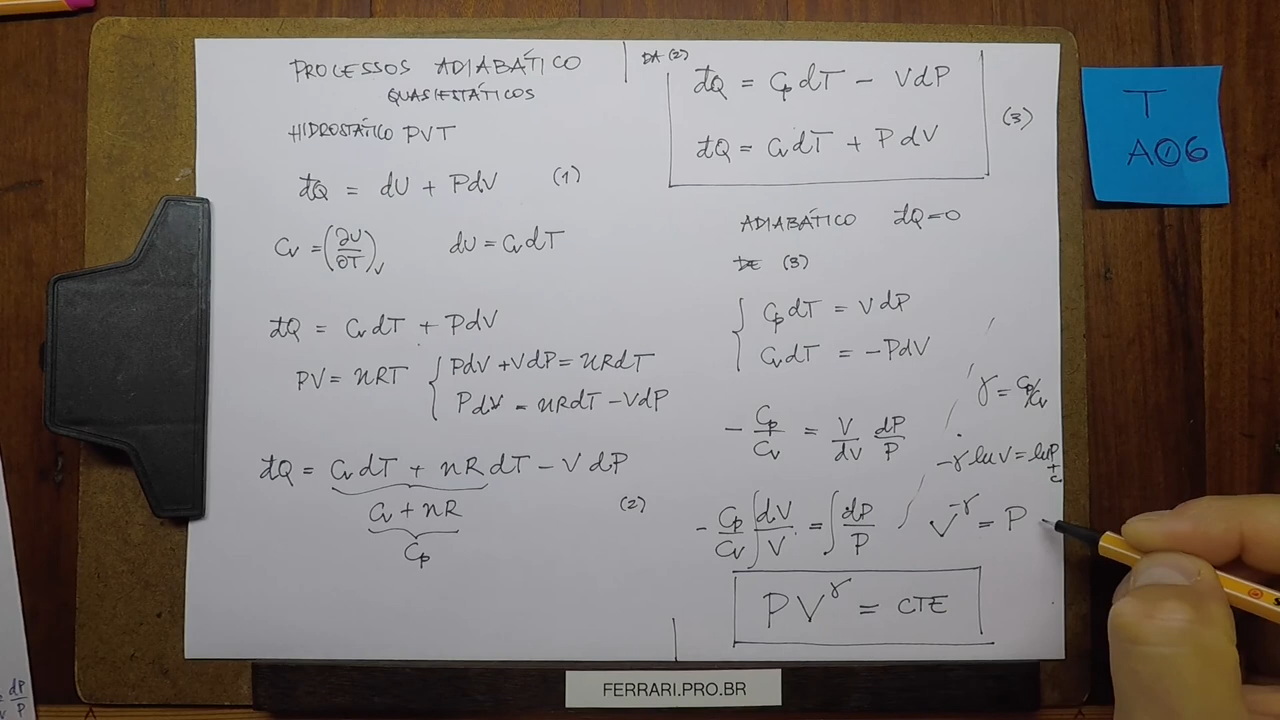 PROCESSOS ADIABÁTICO
QUASIESTÁTICOS
HIDROSTÁTICO PVT
đQ = dU + PdV (1)
Cv = (∂U/∂T)v dU = CvdT
đQ = CvdT + PdV
PV = nRT { PdV + VdP = nRdT
PdV = nRdT - VdP
đQ = CvdT + nRdT - VdP
Cv + nR (2)
Cp
DA (2)
đQ = CpdT - VdP
đQ = CvdT + PdV (3)
ADIABÁTICO đQ=0
DE (3)
{ CpdT = VdP
CvdT = -PdV
- Cp/Cv = V/dV dP/P
- Cp/Cv ∫ dV/V = ∫ dP/P
γ = Cp/Cv
-γ lnV = lnP + c
V^-γ = P
PV^γ = CTE
T
A06
FERRARI.PRO.BR
dP/P